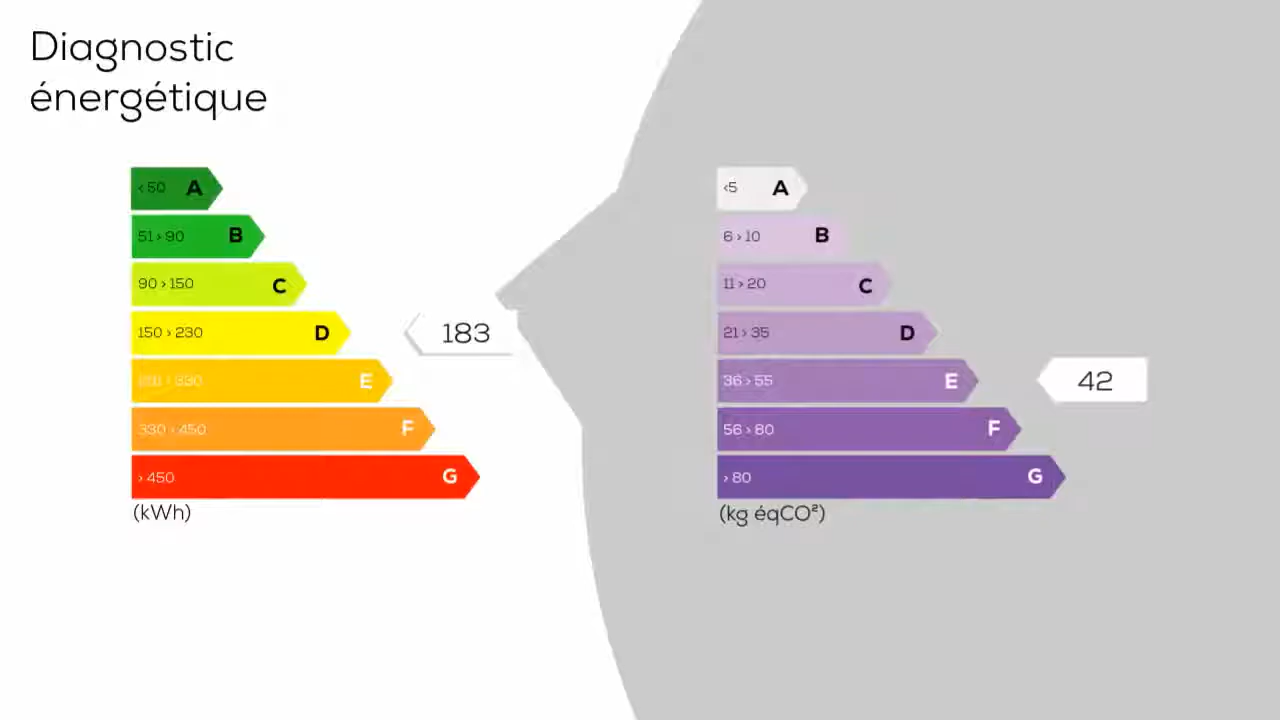 Diagnostic
énergétique
< 50 A
51 > 90 B
90 > 150 C
150 > 230 D
183
> 330 E
330 > 450 F
> 450 G
(kWh)
<5 A
6 > 10 B
11 > 20 C
21 > 35 D
36 > 55 E
42
56 > 80 F
> 80 G
(kg éqCO²)